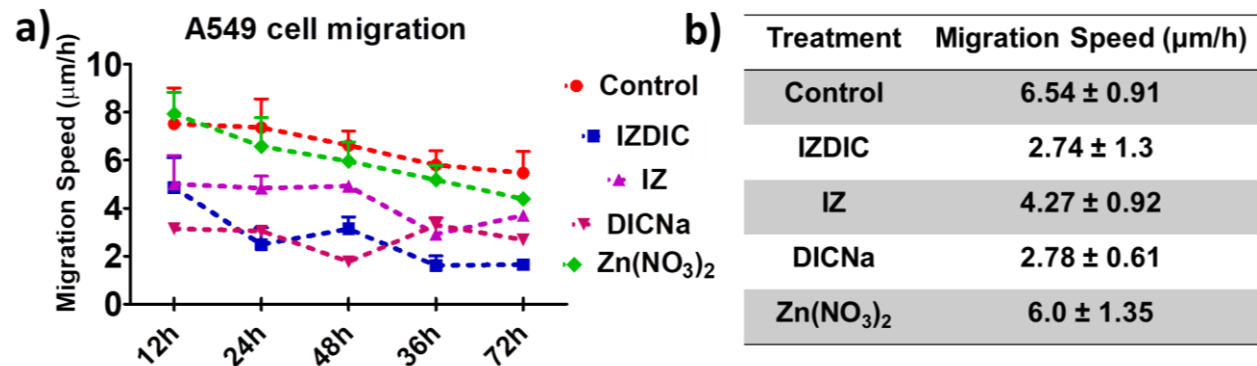 a)
A549 cell migration
Migration Speed (μm/h)
10
8
6
4
2
0
12h
24h
48h
36h
72h
Control
IZDIC
IZ
DICNa
Zn(NO₃)₂
b)
Treatment Migration Speed (μm/h)
Control 6.54 ± 0.91
IZDIC 2.74 ± 1.3
IZ 4.27 ± 0.92
DICNa 2.78 ± 0.61
Zn(NO₃)₂ 6.0 ± 1.35